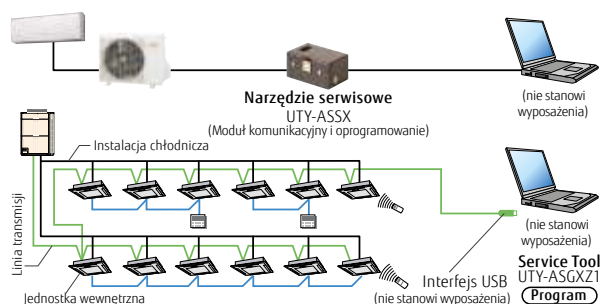 Narzędzie serwisowe
UTY-ASSX
(Moduł komunikacyjny i oprogramowanie)
(nie stanowi
wyposażenia)
Instalacja chłodnicza
Linia transmisji
Jednostka wewnętrzna
Interfejs USB
(nie stanowi wyposażenia)
(nie stanowi
wyposażenia)
Service Tool
UTY-ASGXZ1
Program